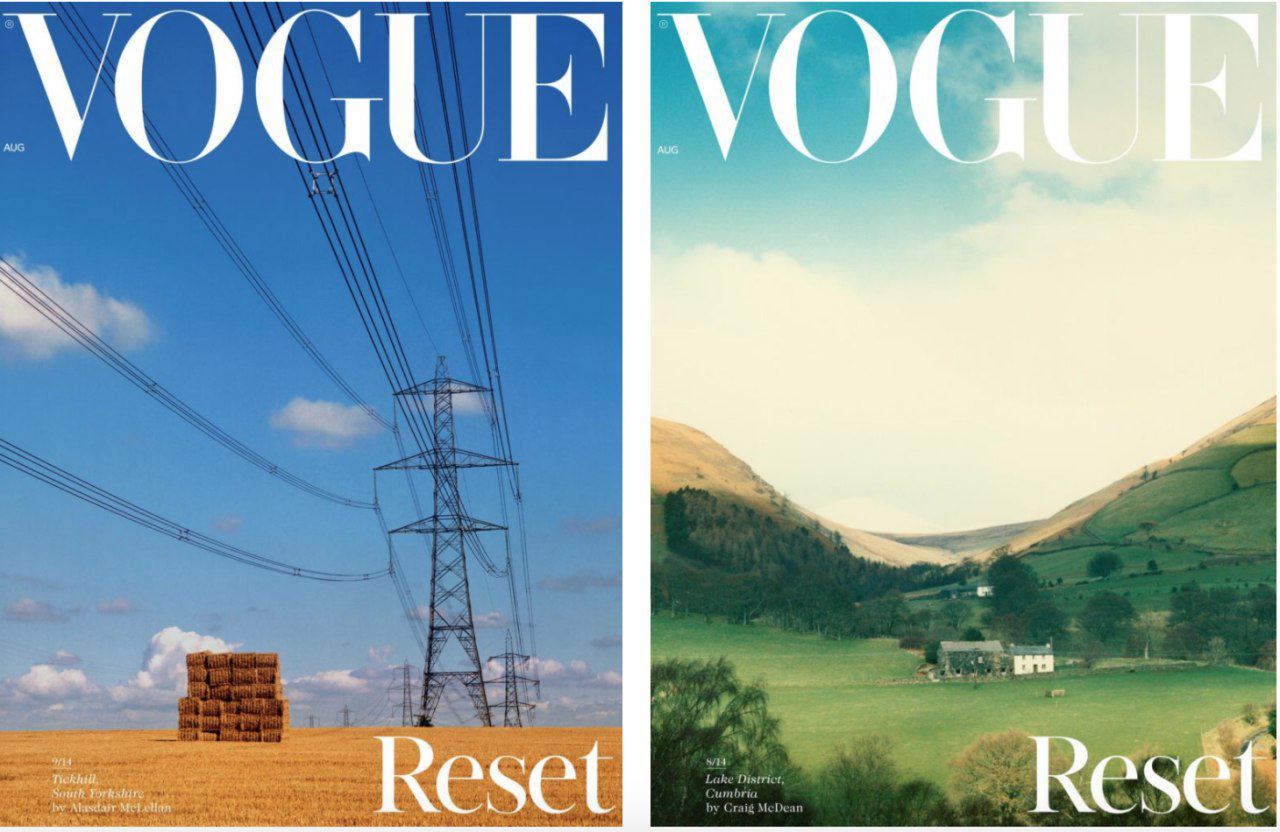 VOGUE
AUG
9/14
Tickhill,
South Yorkshire
by Alasdair McLellan
Reset
VOGUE
AUG
8/14
Lake District,
Cumbria
by Craig McDean
Reset